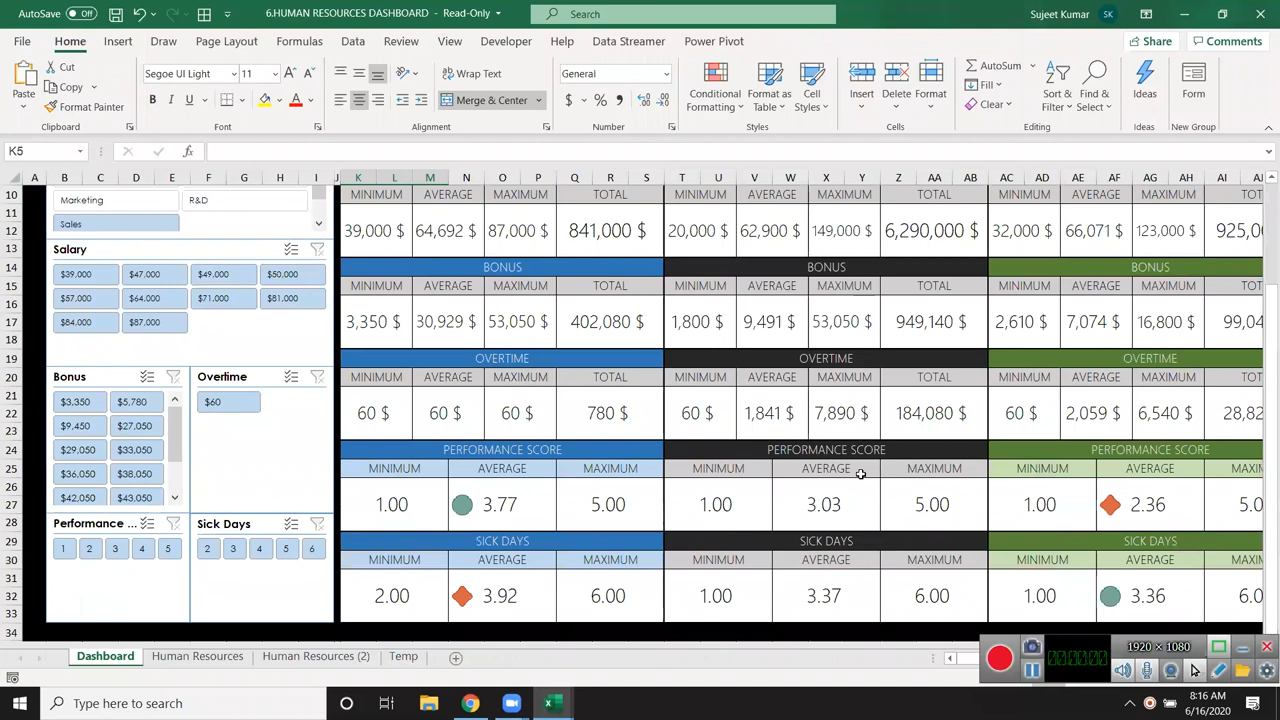 AutoSave Off 6.HUMAN RESOURCES DASHBOARD - Read-Only Search Sujeet Kumar SK
File Home Insert Draw Page Layout Formulas Data Review View Developer Help Data Streamer Power Pivot Share Comments
Paste Cut Copy Format Painter
Segoe UI Light 11
B I U
Wrap Text
Merge & Center
General
$ % ,
Conditional Formatting Format as Table Cell Styles
Insert Delete Format
AutoSum Fill Clear
Sort & Filter Find & Select
Ideas
Form
Clipboard Font Alignment Number Styles Cells Editing Ideas New Group
K5 fx
A B C D E F G H I J K L M N O P Q R S T U V W X Y Z AA AB AC AD AE AF AG AH AI
10 11 12 13 14 15 16 17 18 19 20 21 22 23 24 25 26 27 28 29 30 31 32 33 34
Marketing R&D
Sales
Salary
$39,000 $47,000 $49,000 $50,000
$57,000 $64,000 $71,000 $81,000
$84,000 $87,000
Bonus Overtime
$3,350 $5,780 $60
$9,450 $27,050
$29,050 $33,050
$36,050 $38,050
$42,050 $43,050
Performance ... Sick Days
1 2 3 4 5 2 3 4 5 6
MINIMUM AVERAGE MAXIMUM TOTAL MINIMUM AVERAGE MAXIMUM TOTAL MINIMUM AVERAGE MAXIMUM
39,000 $ 64,692 $ 87,000 $ 841,000 $ 20,000 $ 62,900 $ 149,000 $ 6,290,000 $ 32,000 $ 66,071 $ 123,000 $ 925,0
BONUS BONUS BONUS
MINIMUM AVERAGE MAXIMUM TOTAL MINIMUM AVERAGE MAXIMUM TOTAL MINIMUM AVERAGE MAXIMUM TOT
3,350 $ 30,929 $ 53,050 $ 402,080 $ 1,800 $ 9,491 $ 53,050 $ 949,140 $ 2,610 $ 7,074 $ 16,800 $ 99,04
OVERTIME OVERTIME OVERTIME
MINIMUM AVERAGE MAXIMUM TOTAL MINIMUM AVERAGE MAXIMUM TOTAL MINIMUM AVERAGE MAXIMUM TOT
60 $ 60 $ 60 $ 780 $ 60 $ 1,841 $ 7,890 $ 184,080 $ 60 $ 2,059 $ 6,540 $ 28,82
PERFORMANCE SCORE PERFORMANCE SCORE PERFORMANCE SCORE
MINIMUM AVERAGE MAXIMUM MINIMUM AVERAGE MAXIMUM MINIMUM AVERAGE MAXI
1.00 3.77 5.00 1.00 3.03 5.00 1.00 2.36 5.0
SICK DAYS SICK DAYS SICK DAYS
MINIMUM AVERAGE MAXIMUM MINIMUM AVERAGE MAXIMUM MINIMUM AVERAGE MAXI
2.00 3.92 6.00 1.00 3.37 6.00 1.00 3.36 6.0
Dashboard Human Resources Human Resources (2) Temp
1920 × 1080
00:00:00
Type here to search
8:16 AM
6/16/2020